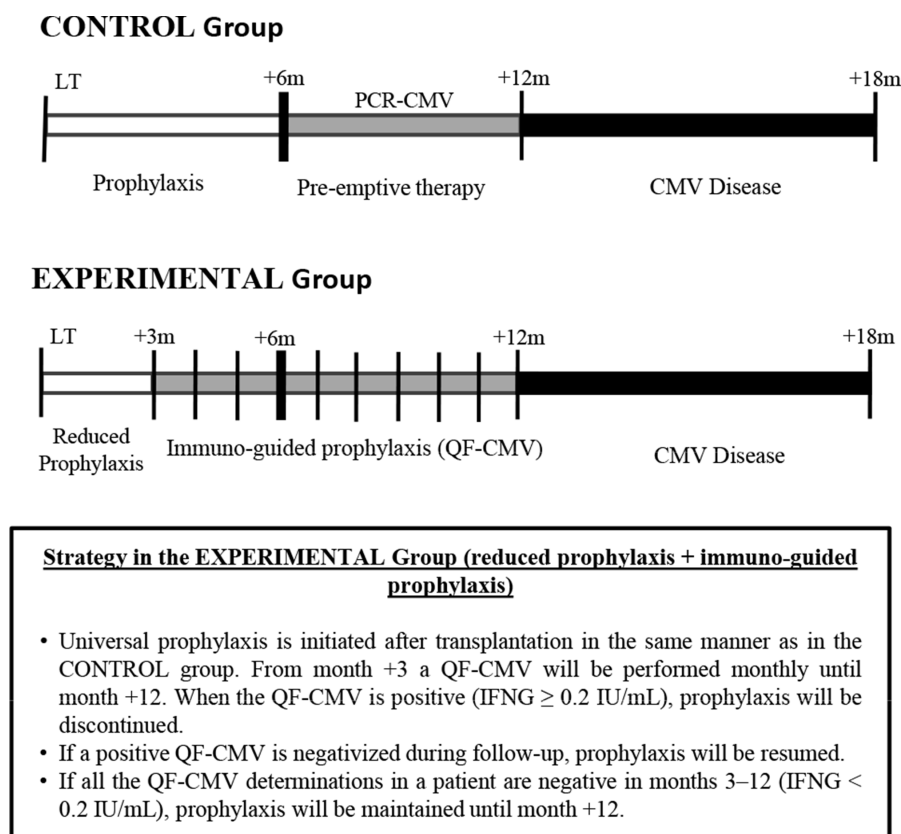 CONTROL Group
LT +6m +12m +18m
PCR-CMV
Prophylaxis Pre-emptive therapy CMV Disease
EXPERIMENTAL Group
LT +3m +6m +12m +18m
Reduced
Prophylaxis
Immuno-guided prophylaxis (QF-CMV)
CMV Disease
Strategy in the EXPERIMENTAL Group (reduced prophylaxis + immuno-guided
prophylaxis)
• Universal prophylaxis is initiated after transplantation in the same manner as in the
CONTROL group. From month +3 a QF-CMV will be performed monthly until
month +12. When the QF-CMV is positive (IFNG ≥ 0.2 IU/mL), prophylaxis will be
discontinued.
• If a positive QF-CMV is negativized during follow-up, prophylaxis will be resumed.
• If all the QF-CMV determinations in a patient are negative in months 3–12 (IFNG <
0.2 IU/mL), prophylaxis will be maintained until month +12.